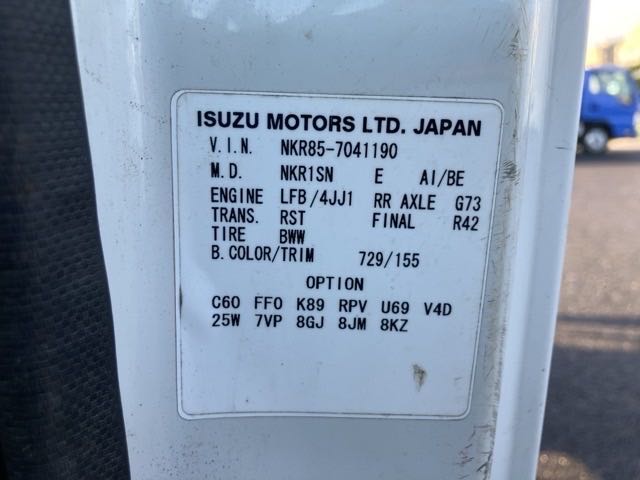 ISUZU MOTORS LTD. JAPAN
V.I.N. NKR85-7041190
M.D. NKR1SN E AI/BE
ENGINE LFB/4JJ1 RR AXLE G73
TRANS. RST FINAL R42
TIRE BWW
B.COLOR/TRIM 729/155
OPTION
C60 FF0 K89 RPV U69 V4D
25W 7VP 8GJ 8JM 8KZ